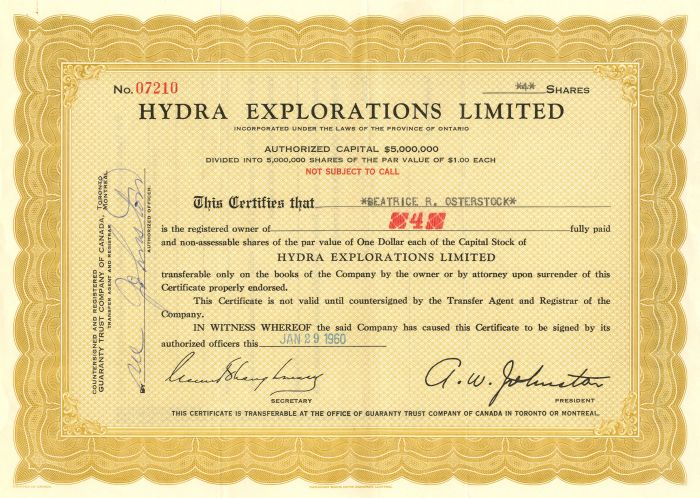 No. 07210
*4* SHARES
HYDRA EXPLORATIONS LIMITED
INCORPORATED UNDER THE LAWS OF THE PROVINCE OF ONTARIO
AUTHORIZED CAPITAL $5,000,000
DIVIDED INTO 5,000,000 SHARES OF THE PAR VALUE OF $1.00 EACH
NOT SUBJECT TO CALL
This Certifies that *BEATRICE R. OSTERSTOCK*
is the registered owner of 4 fully paid
and non-assessable shares of the par value of One Dollar each of the Capital Stock of
HYDRA EXPLORATIONS LIMITED
transferable only on the books of the Company by the owner or by attorney upon surrender of this
Certificate properly endorsed.
This Certificate is not valid until countersigned by the Transfer Agent and Registrar of the
Company.
IN WITNESS WHEREOF the said Company has caused this Certificate to be signed by its
authorized officers this JAN 29 1960
A. W. Johnston
SECRETARY
PRESIDENT
THIS CERTIFICATE IS TRANSFERABLE AT THE OFFICE OF GUARANTY TRUST COMPANY OF CANADA IN TORONTO OR MONTREAL.
COUNTERSIGNED AND REGISTERED
GUARANTY TRUST COMPANY OF CANADA, TORONTO
MONTREAL
TRANSFER AGENT AND REGISTRAR
BY
AUTHORIZED OFFICER.